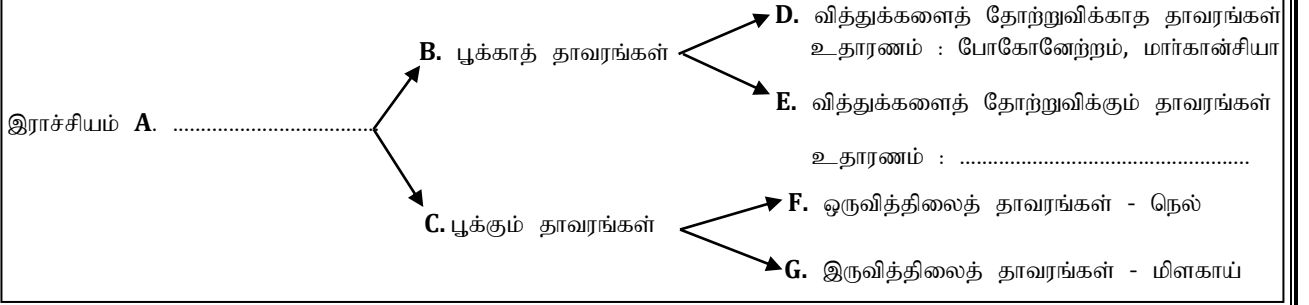 D. வித்துக்களைத் தோற்றுவிக்காத தாவரங்கள்
B. பூக்காத் தாவரங்கள்
உதாரணம் : போகோனேற்றம், மார்கான்சியா
E. வித்துக்களைத் தோற்றுவிக்கும் தாவரங்கள்
இராச்சியம் A. ....................................
உதாரணம் : ....................................................
F. ஒருவித்திலைத் தாவரங்கள் - நெல்
C. பூக்கும் தாவரங்கள்
G. இருவித்திலைத் தாவரங்கள் - மிளகாய்